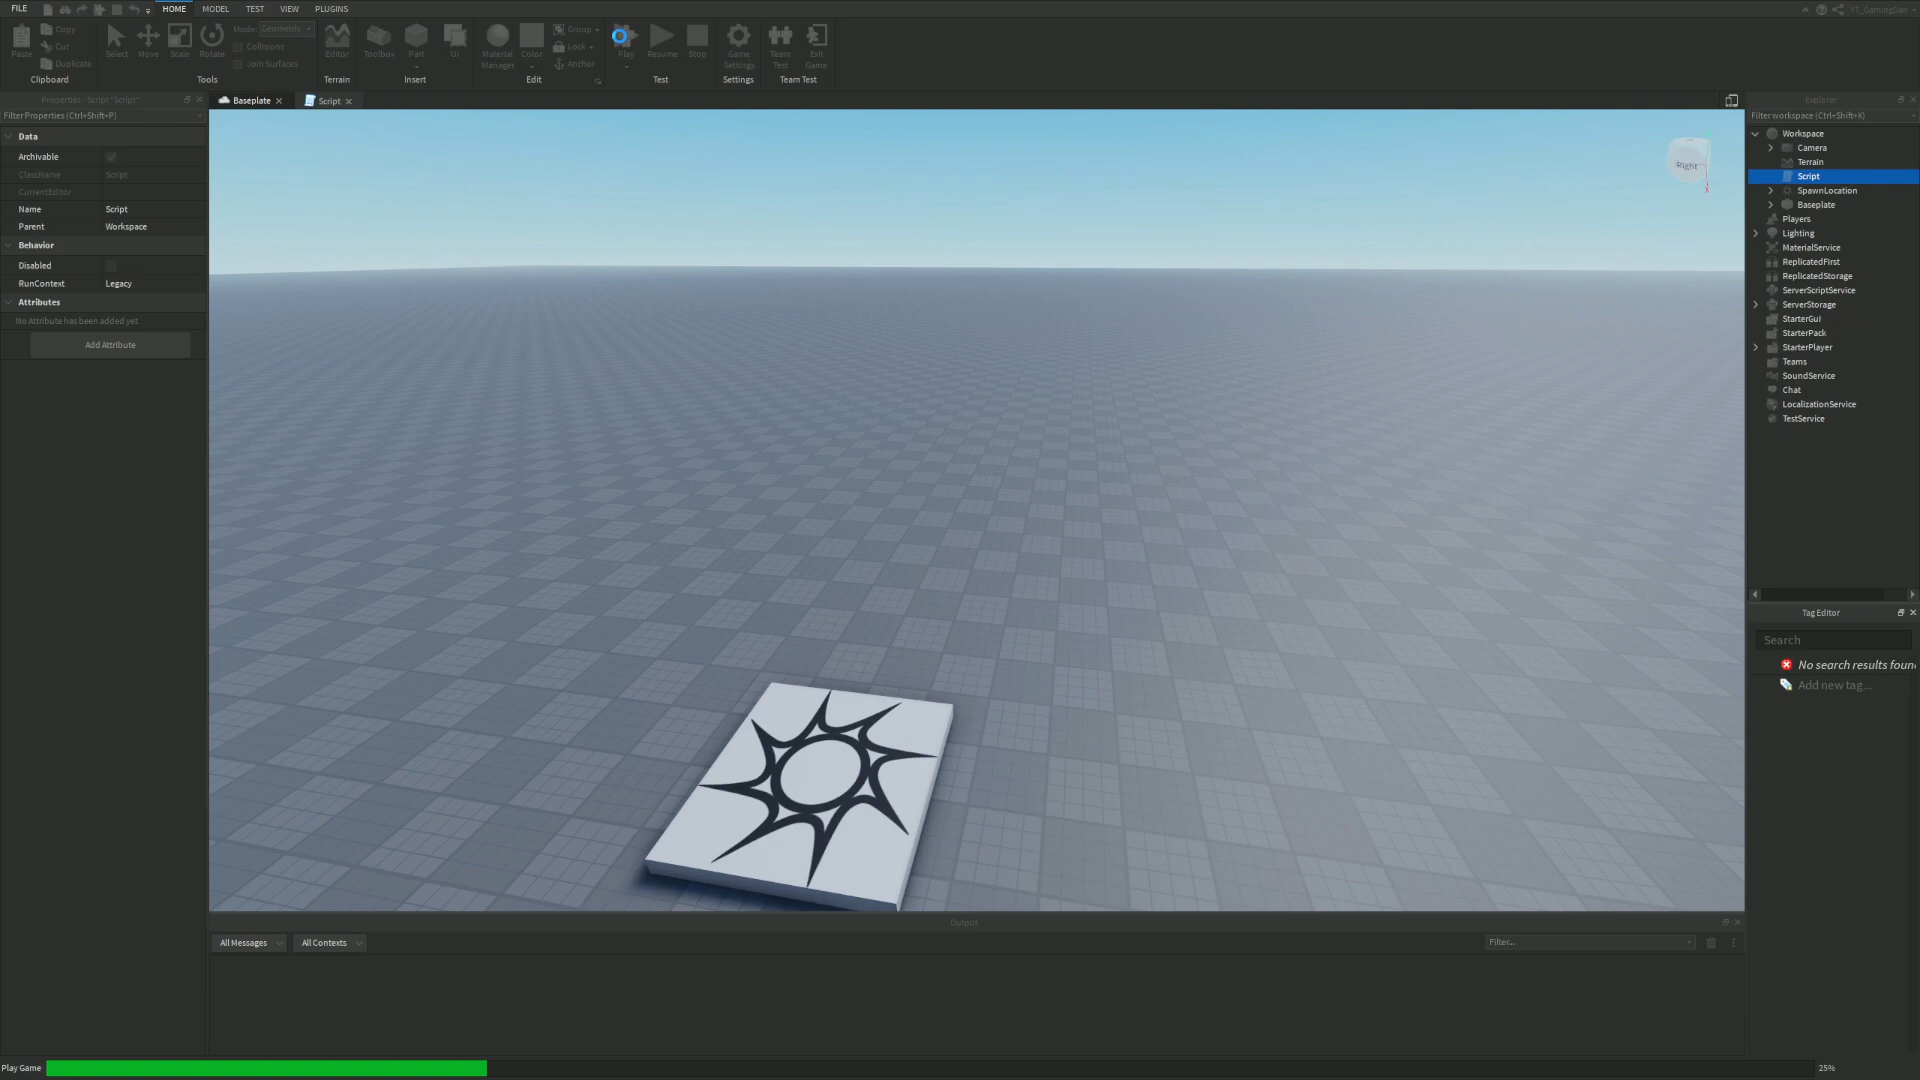 FILE HOME MODEL TEST VIEW PLUGINS YT_GamingDan
Copy Mode: Geometric Group
Cut Collisions Lock
Paste Duplicate Select Move Scale Rotate Join Surfaces Editor Toolbox Part UI Material Manager Color Anchor Play Resume Stop Game Settings Team Test Exit Game
Clipboard Tools Terrain Insert Edit Test Settings Team Test
Properties - Script "Script"
Filter Properties (Ctrl+Shift+P)
Data
Archivable
ClassName Script
CurrentEditor
Name Script
Parent Workspace
Behavior
Disabled
RunContext Legacy
Attributes
No Attribute has been added yet
Add Attribute
Baseplate Script
Right
X
Explorer
Filter workspace (Ctrl+Shift+X)
Workspace
Camera
Terrain
Script
SpawnLocation
Baseplate
Players
Lighting
MaterialService
ReplicatedFirst
ReplicatedStorage
ServerScriptService
ServerStorage
StarterGui
StarterPack
StarterPlayer
Teams
SoundService
Chat
LocalizationService
TestService
Tag Editor
Search
No search results foun
Add new tag...
Output
All Messages All Contexts Filter...
Play Game 25%